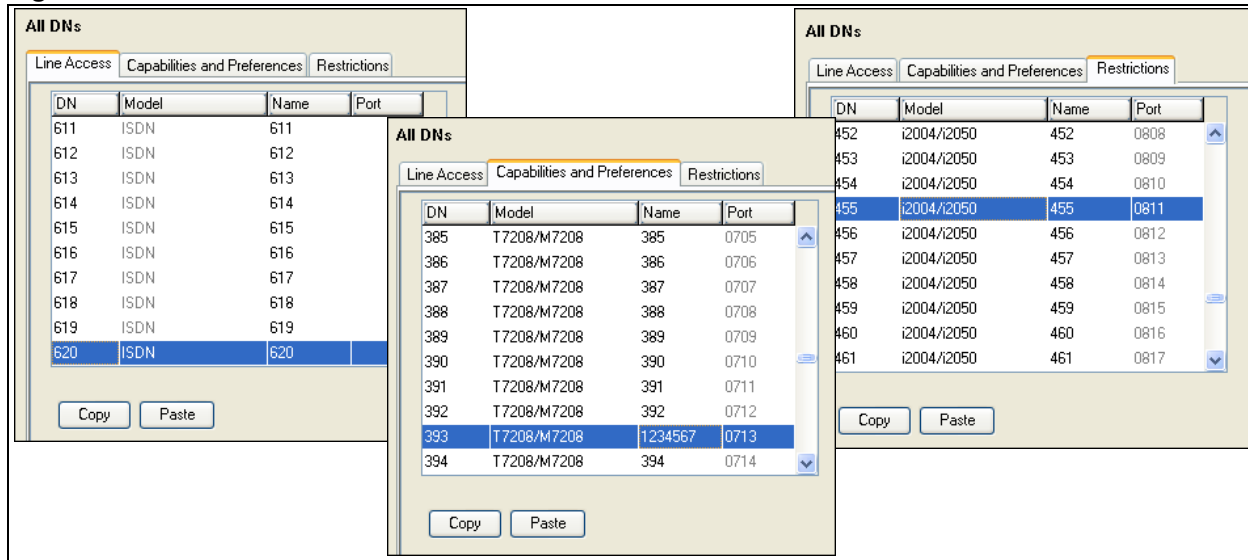 All DNs
Line Access Capabilities and Preferences Restrictions
DN Model Name Port
611 ISDN 611
612 ISDN 612
613 ISDN 613
614 ISDN 614
615 ISDN 615
616 ISDN 616
617 ISDN 617
618 ISDN 618
619 ISDN 619
620 ISDN 620
Copy Paste
All DNs
Line Access Capabilities and Preferences Restrictions
DN Model Name Port
385 T7208/M7208 385 0705
386 T7208/M7208 386 0706
387 T7208/M7208 387 0707
388 T7208/M7208 388 0708
389 T7208/M7208 389 0709
390 T7208/M7208 390 0710
391 T7208/M7208 391 0711
392 T7208/M7208 392 0712
393 T7208/M7208 1234567 0713
394 T7208/M7208 394 0714
Copy Paste
All DNs
Line Access Capabilities and Preferences Restrictions
DN Model Name Port
452 i2004/i2050 452 0808
453 i2004/i2050 453 0809
454 i2004/i2050 454 0810
455 i2004/i2050 455 0811
456 i2004/i2050 456 0812
457 i2004/i2050 457 0813
458 i2004/i2050 458 0814
459 i2004/i2050 459 0815
460 i2004/i2050 460 0816
461 i2004/i2050 461 0817
Copy Paste